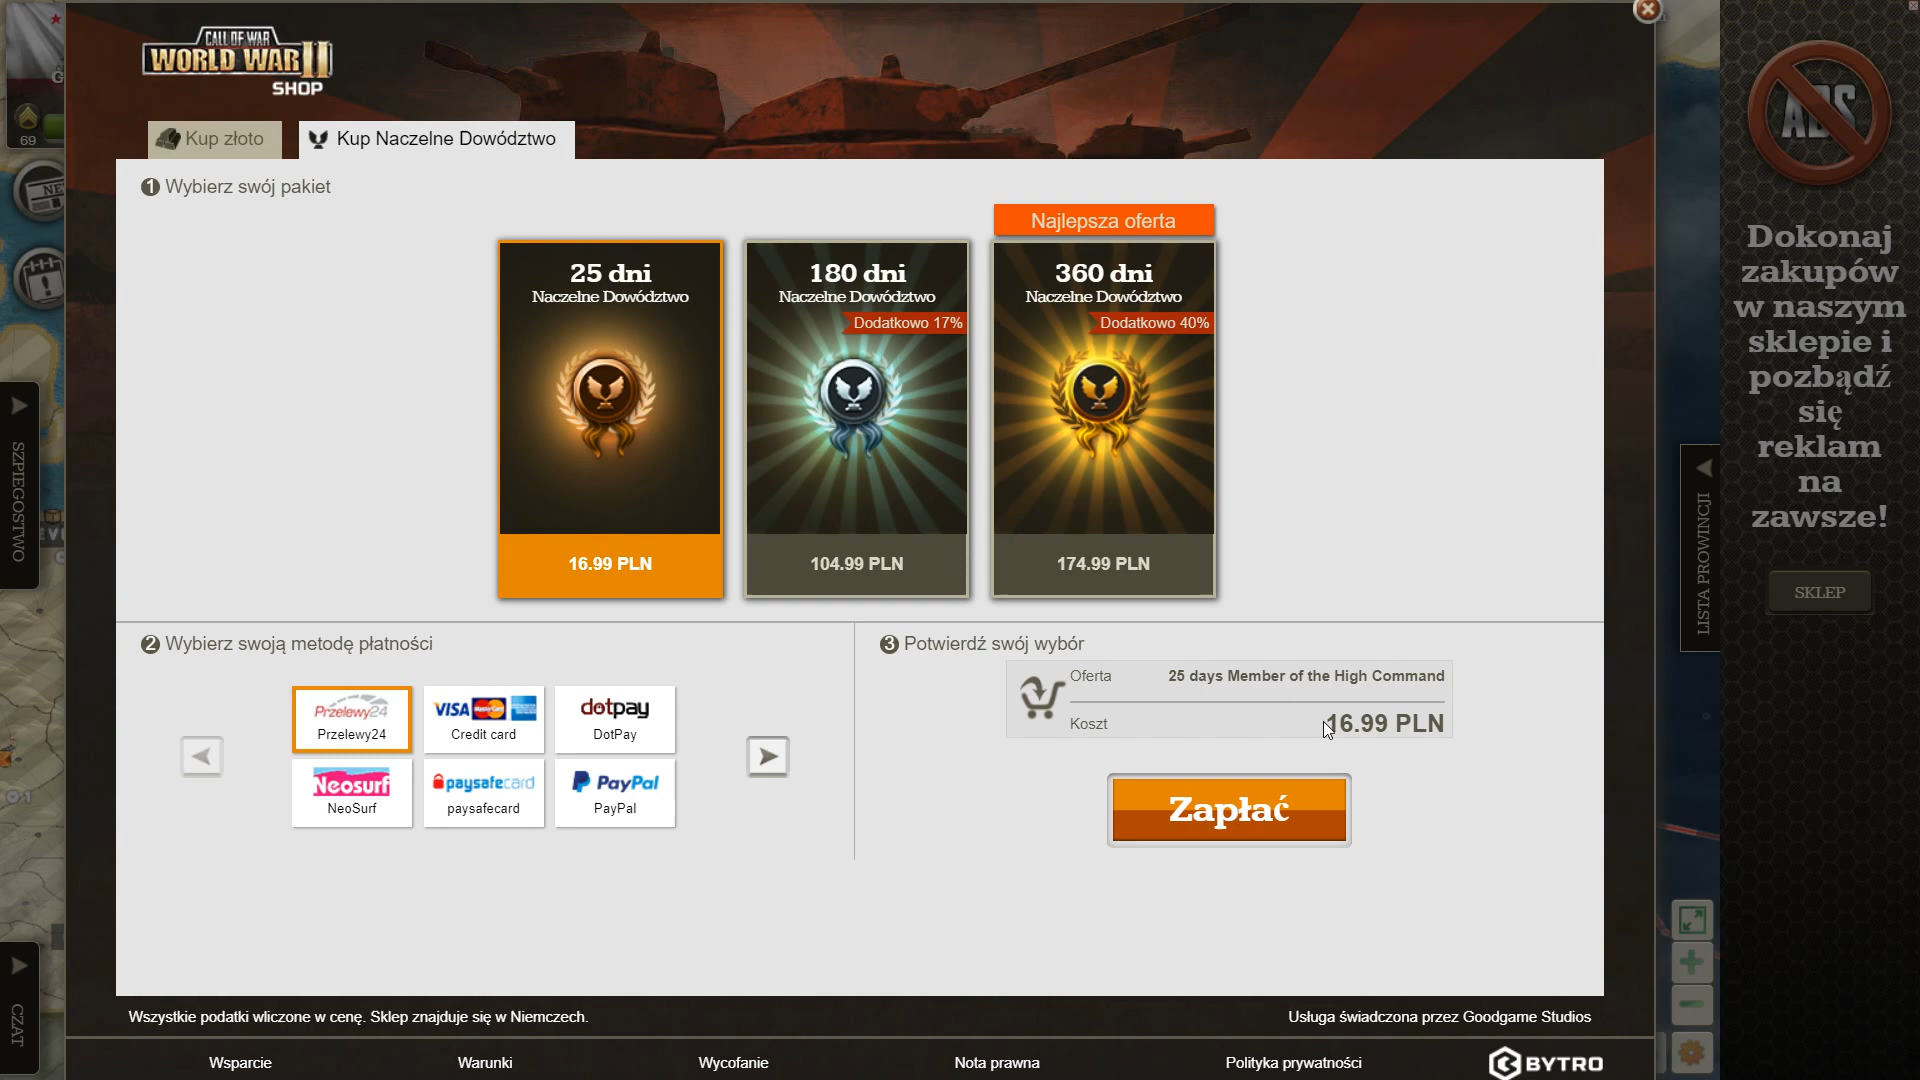 CALL OF WAR
WORLD WAR II
SHOP
Kup złoto
Kup Naczelne Dowództwo
1 Wybierz swój pakiet
Najlepsza oferta
25 dni
Naczelne Dowództwo
16.99 PLN
180 dni
Naczelne Dowództwo
Dodatkowo 17%
104.99 PLN
360 dni
Naczelne Dowództwo
Dodatkowo 40%
174.99 PLN
2 Wybierz swoją metodę płatności
Przelewy24
Przelewy24
VISA MasterCard
Credit card
dotpay
DotPay
Neosurf
NeoSurf
paysafecard
paysafecard
PayPal
PayPal
3 Potwierdź swój wybór
Oferta
25 days Member of the High Command
Koszt
16.99 PLN
Zapłać
Wszystkie podatki wliczone w cenę. Sklep znajduje się w Niemczech.
Usługa świadczona przez Goodgame Studios
Wsparcie
Warunki
Wycofanie
Nota prawna
Polityka prywatności
BYTRO
69
NE
SZPIEGOSTWO
CZAT
LISTA PROWINCJI
ADS
Dokonaj
zakupów
w naszym
sklepie i
pozbądź
się
reklam
na
zawsze!
SKLEP